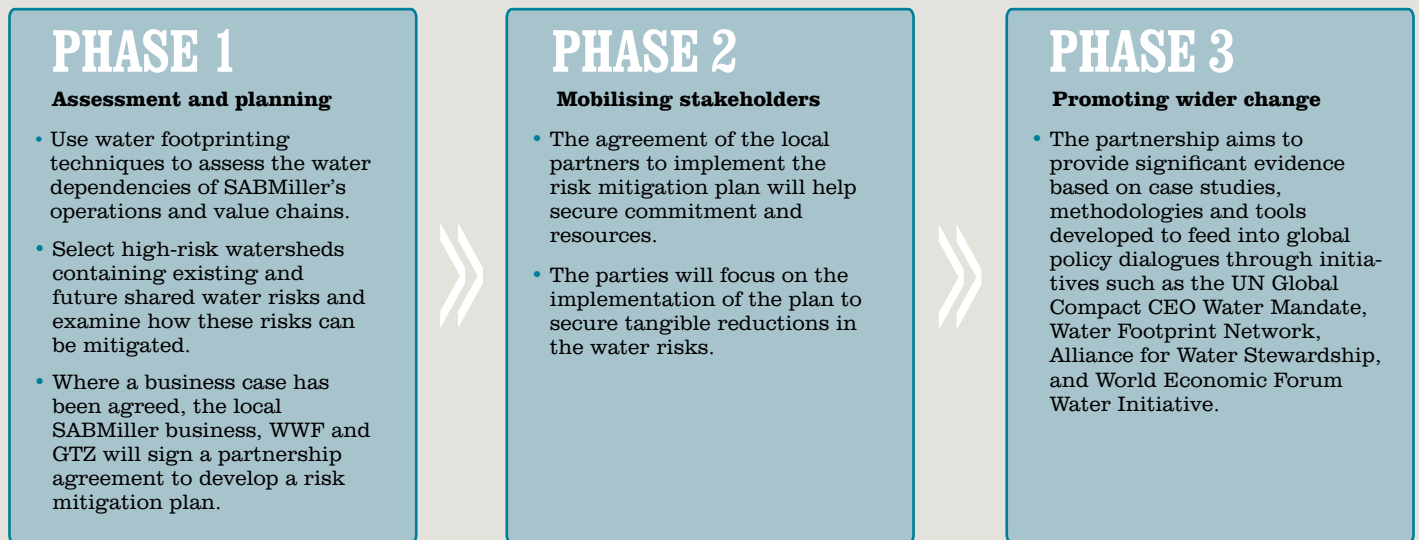 PHASE 1
Assessment and planning
• Use water footprinting
techniques to assess the water
dependencies of SABMiller's
operations and value chains.
• Select high-risk watersheds
containing existing and
future shared water risks and
examine how these risks can
be mitigated.
• Where a business case has
been agreed, the local
SABMiller business, WWF and
GTZ will sign a partnership
agreement to develop a risk
mitigation plan.
PHASE 2
Mobilising stakeholders
• The agreement of the local
partners to implement the
risk mitigation plan will help
secure commitment and
resources.
• The parties will focus on the
implementation of the plan to
secure tangible reductions in
the water risks.
PHASE 3
Promoting wider change
• The partnership aims to
provide significant evidence
based on case studies,
methodologies and tools
developed to feed into global
policy dialogues through initia-
tives such as the UN Global
Compact CEO Water Mandate,
Water Footprint Network,
Alliance for Water Stewardship,
and World Economic Forum
Water Initiative.